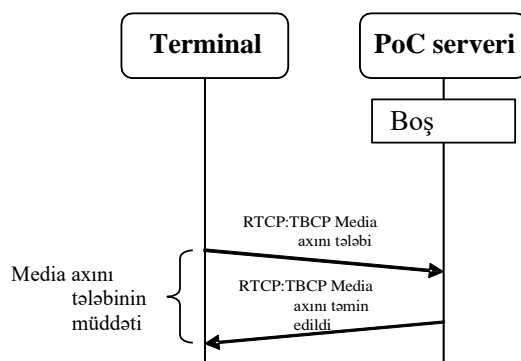 Terminal
PoC serveri
Boş
RTCP:TBCP Media
axını tələbi
Media axını
tələbinin
müddəti
RTCP:TBCP Media
axını təmin
edildi